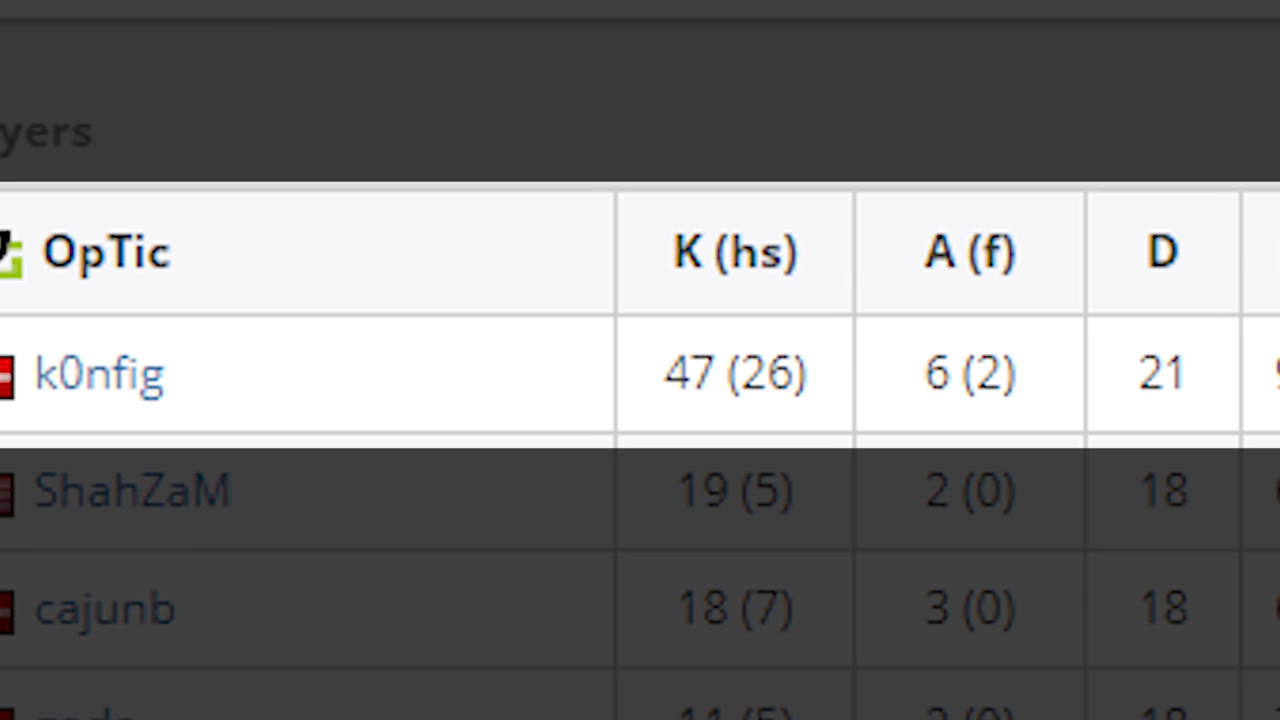 yers
OpTic K (hs) A (f) D
k0nfig 47 (26) 6 (2) 21
ShahZaM 19 (5) 2 (0) 18
cajunb 18 (7) 3 (0) 18